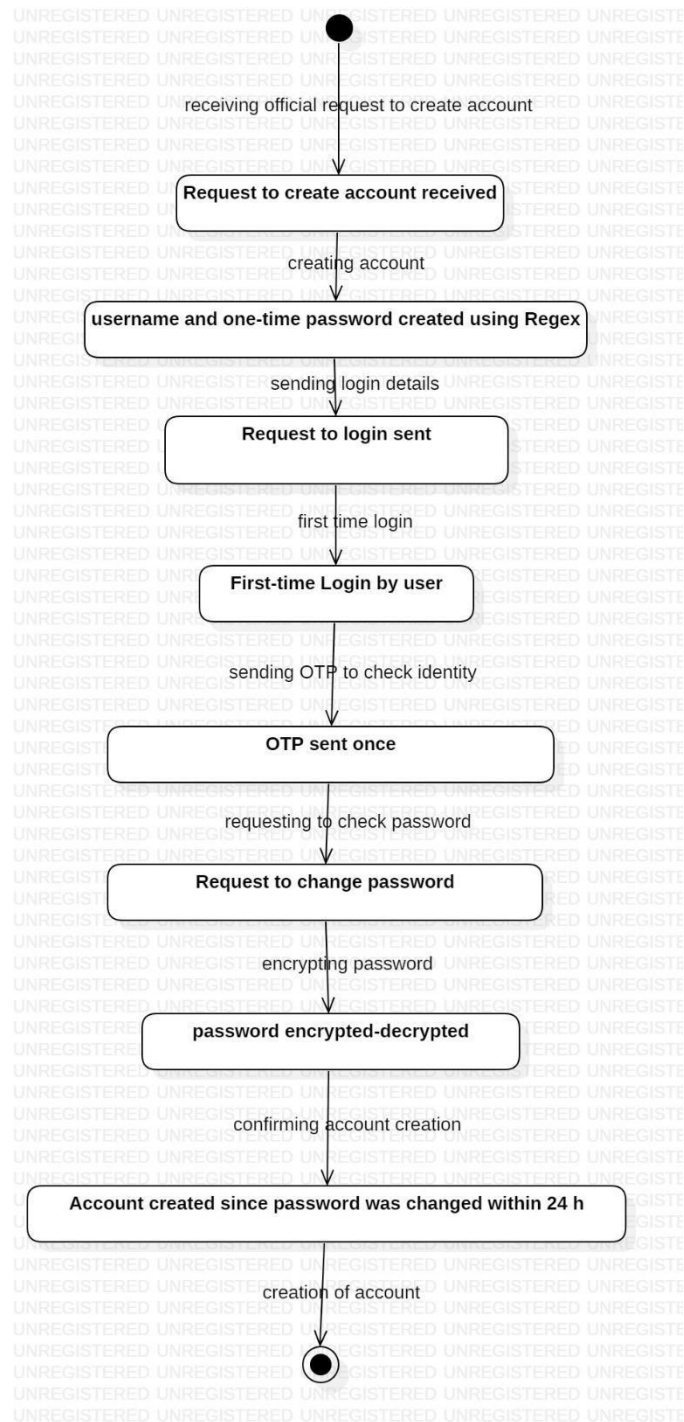 receiving official request to create account
Request to create account received
creating account
username and one-time password created using Regex
sending login details
Request to login sent
first time login
First-time Login by user
sending OTP to check identity
OTP sent once
requesting to check password
Request to change password
encrypting password
password encrypted-decrypted
confirming account creation
Account created since password was changed within 24 h
creation of account